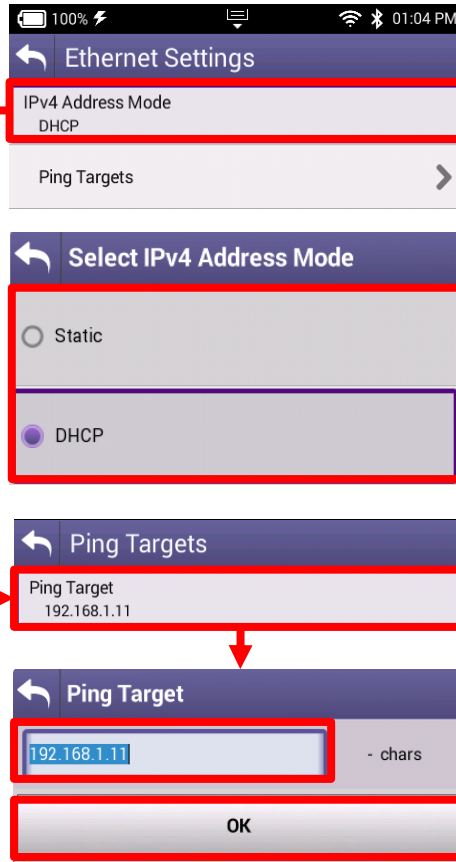 100% 01:04 PM
Ethernet Settings
IPv4 Address Mode
DHCP
Ping Targets
Select IPv4 Address Mode
Static
DHCP
Ping Targets
Ping Target
192.168.1.11
Ping Target
192.168.1.11 - chars
OK